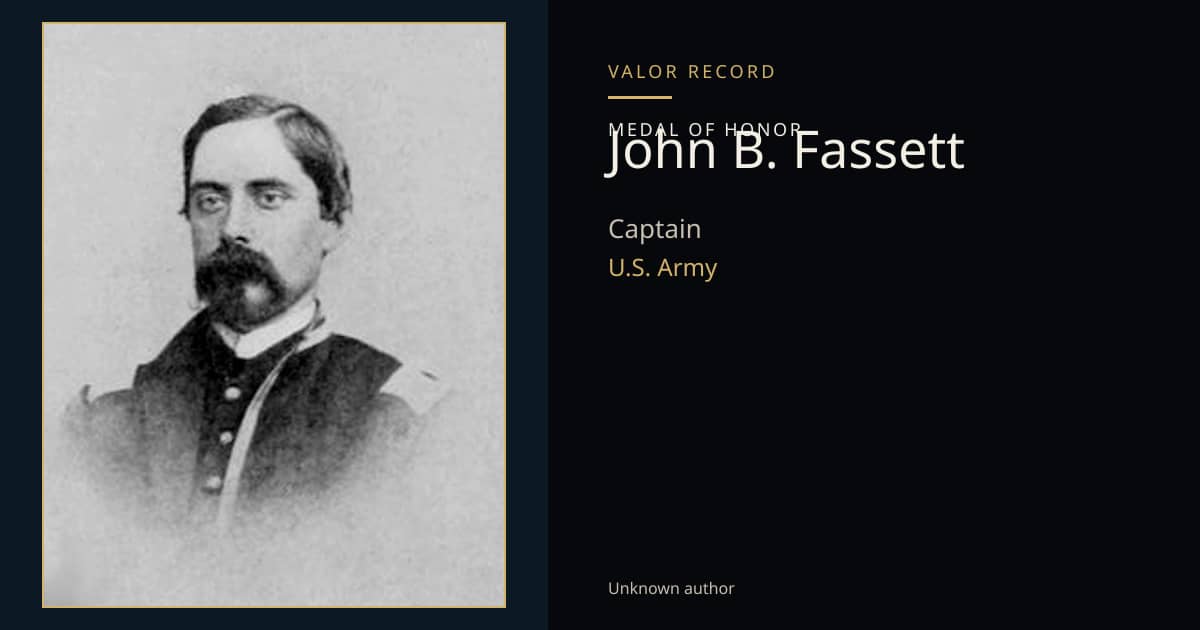 VALOR RECORD
MEDAL OF HONOR
John B. Fassett
Captain
U.S. Army
Unknown author